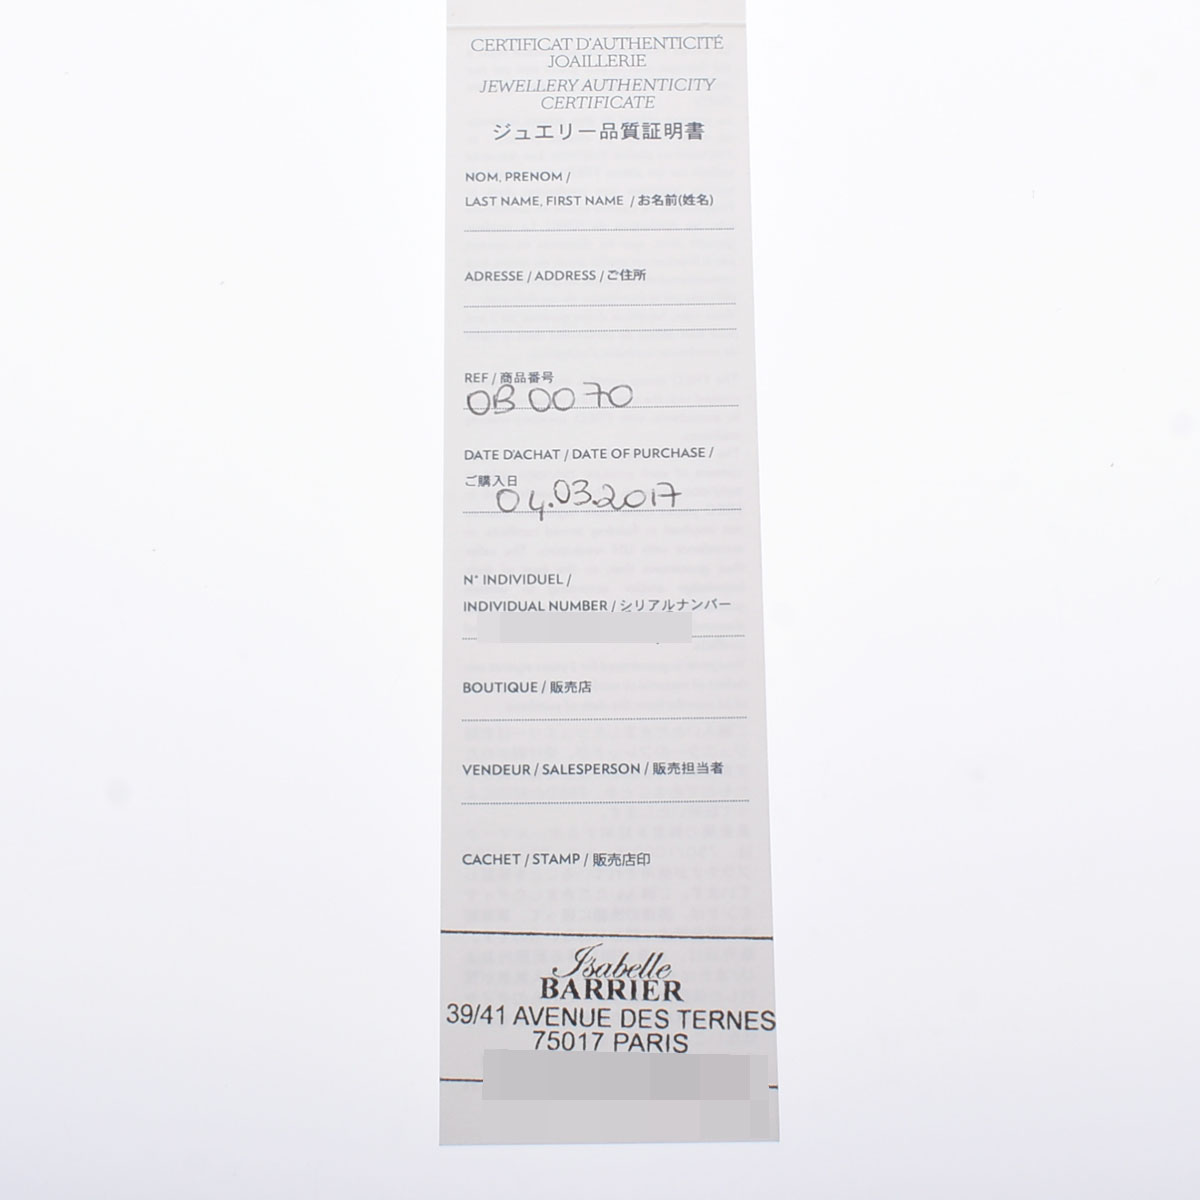 CERTIFICAT D'AUTHENTICITÉ
JOAILLERIE
JEWELLERY AUTHENTICITY
CERTIFICATE
ジュエリー品質証明書
NOM, PRENOM /
LAST NAME, FIRST NAME / お名前(姓名)
ADRESSE / ADDRESS / ご住所
REF / 商品番号
0B0070
DATE D'ACHAT / DATE OF PURCHASE /
ご購入日
04.03.2017
N° INDIVIDUEL /
INDIVIDUAL NUMBER / シリアルナンバー
BOUTIQUE / 販売店
VENDEUR / SALESPERSON / 販売担当者
CACHET / STAMP / 販売店印
Isabelle
BARRIER
39/41 AVENUE DES TERNES
75017 PARIS